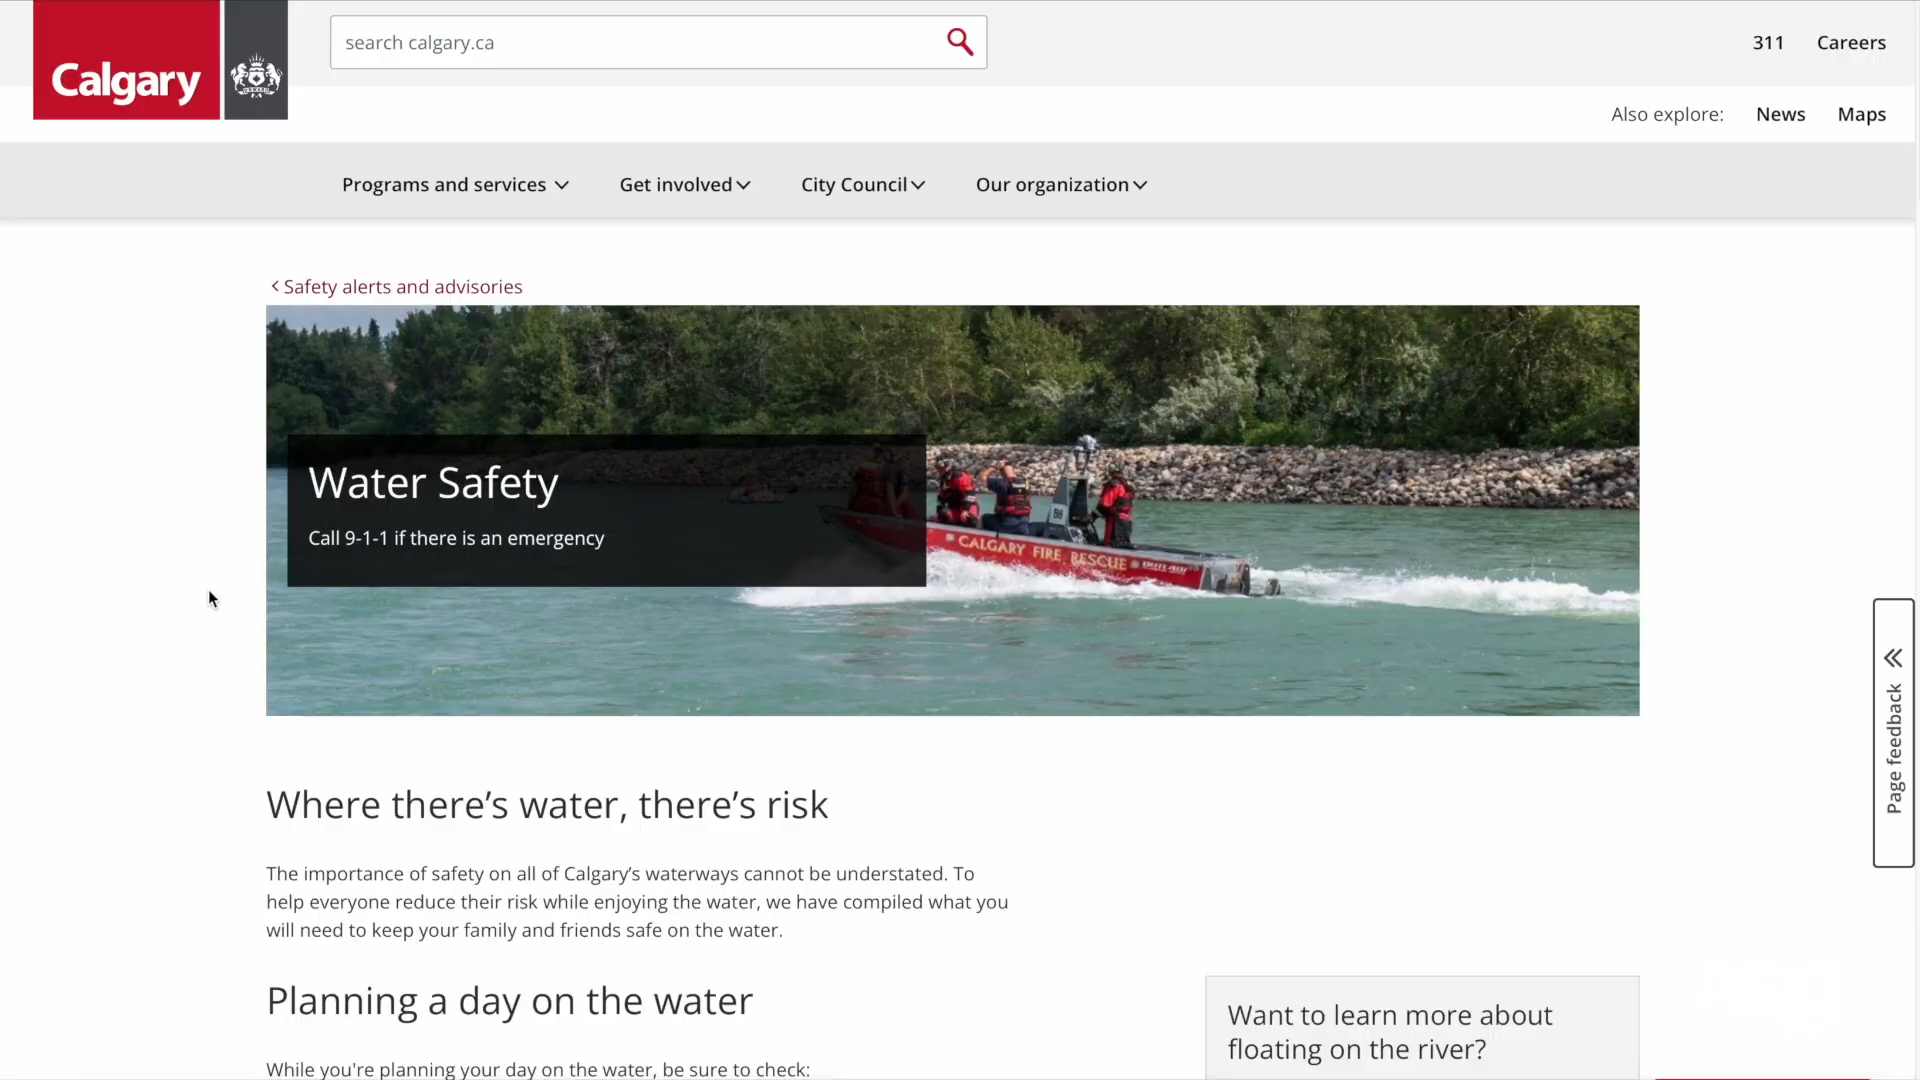 Calgary
search calgary.ca
311 Careers
Also explore: News Maps
Programs and services Get involved City Council Our organization
Safety alerts and advisories
Water Safety
Call 9-1-1 if there is an emergency
CALGARY FIRE RESCUE
Page feedback
Where there’s water, there’s risk
The importance of safety on all of Calgary’s waterways cannot be understated. To
help everyone reduce their risk while enjoying the water, we have compiled what you
will need to keep your family and friends safe on the water.
Planning a day on the water
While you're planning your day on the water, be sure to check:
Want to learn more about
floating on the river?